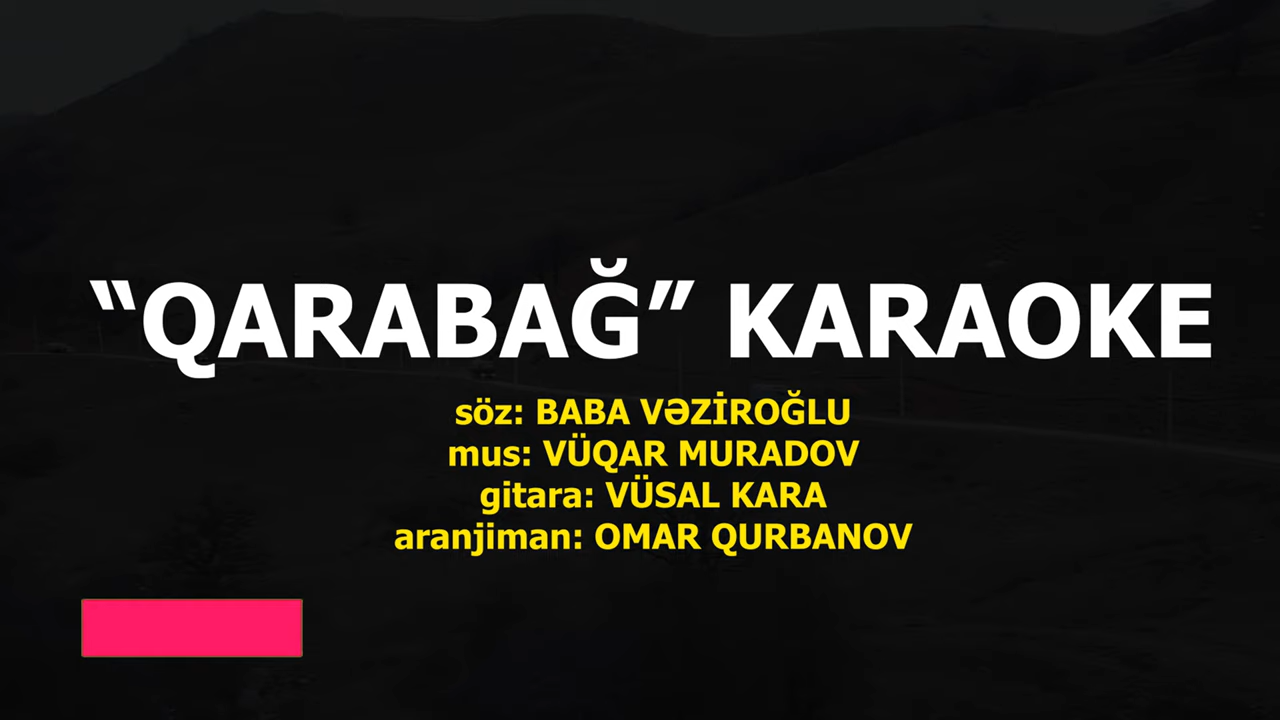 “QARABAĞ” KARAOKE
söz: BABA VƏZİROĞLU
mus: VÜQAR MURADOV
gitara: VÜSAL KARA
aranjiman: OMAR QURBANOV